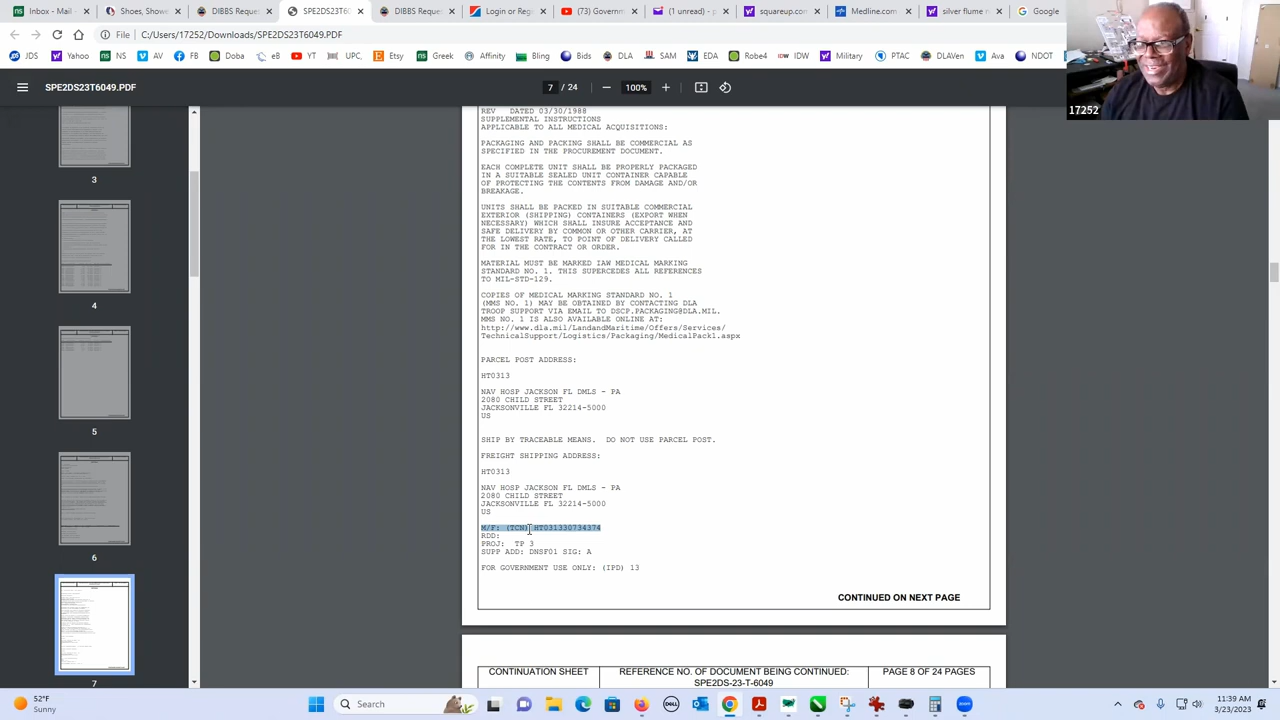 Inbox - Mail -
DIBBS Reque
SPE2DS23T6
DIBBS Reque
Login or Re
(73) Govern
squareup.co
Medline.com
silver flume
Google
File
C:/Users/17252/Downloads/SPE2DS23T6049.PDF
JDS
Yahoo
NS
AV
FB
YT
UPC
Etsy
Creek
Affinity
Bling
Bids
DLA
SAM
EDA
Robe4
IDW
Military
PTAC
DLAVen
Ava
NDOT
SPE2DS23T6049.PDF
7 / 24
100%
17252
3
4
5
6
7
REV DATED 03/30/1988
SUPPLEMENTAL INSTRUCTIONS
APPLICABLE TO ALL MEDICAL ACQUISITIONS:
PACKAGING AND PACKING SHALL BE COMMERCIAL AS
SPECIFIED IN THE PROCUREMENT DOCUMENT.
EACH COMPLETE UNIT SHALL BE PROPERLY PACKAGED
IN A SUITABLE SEALED UNIT CONTAINER CAPABLE
OF PROTECTING THE CONTENTS FROM DAMAGE AND/OR
BREAKAGE.
UNITS SHALL BE PACKED IN SUITABLE COMMERCIAL
EXTERIOR (SHIPPING) CONTAINERS (EXPORT WHEN
NECESSARY) WHICH SHALL INSURE ACCEPTANCE AND
SAFE DELIVERY BY COMMON OR OTHER CARRIER, AT
THE LOWEST RATE, TO POINT OF DELIVERY CALLED
FOR IN THE CONTRACT OR ORDER.
MATERIAL MUST BE MARKED IAW MEDICAL MARKING
STANDARD NO. 1. THIS SUPERCEDES ALL REFERENCES
TO MIL-STD-129.
COPIES OF MEDICAL MARKING STANDARD NO. 1
(MMS NO. 1) MAY BE OBTAINED BY CONTACTING DLA
TROOP SUPPORT VIA EMAIL TO DSCP.PACKAGING@DLA.MIL.
MMS NO. 1 IS ALSO AVAILABLE ONLINE AT:
http://www.dla.mil/LandandMaritime/Offers/Services/
TechnicalSupport/Logistics/Packaging/MedicalPack1.aspx
PARCEL POST ADDRESS:
HT0313
NAV HOSP JACKSON FL DMLS - PA
2080 CHILD STREET
JACKSONVILLE FL 32214-5000
US
SHIP BY TRACEABLE MEANS. DO NOT USE PARCEL POST.
FREIGHT SHIPPING ADDRESS:
HT0313
NAV HOSP JACKSON FL DMLS - PA
2080 CHILD STREET
JACKSONVILLE FL 32214-5000
US
M/F: (TCN) HT031330734374
RDD:
PROJ: TP 3
SUPP ADD: DNSF01 SIG: A
FOR GOVERNMENT USE ONLY: (IPD) 13
CONTINUED ON NEXT PAGE
CONTINUATION SHEET
REFERENCE NO. OF DOCUMENT BEING CONTINUED:
SPE2DS-23-T-6049
PAGE 8 OF 24 PAGES
52°F
Sunny
Search
11:39 AM
3/23/2023